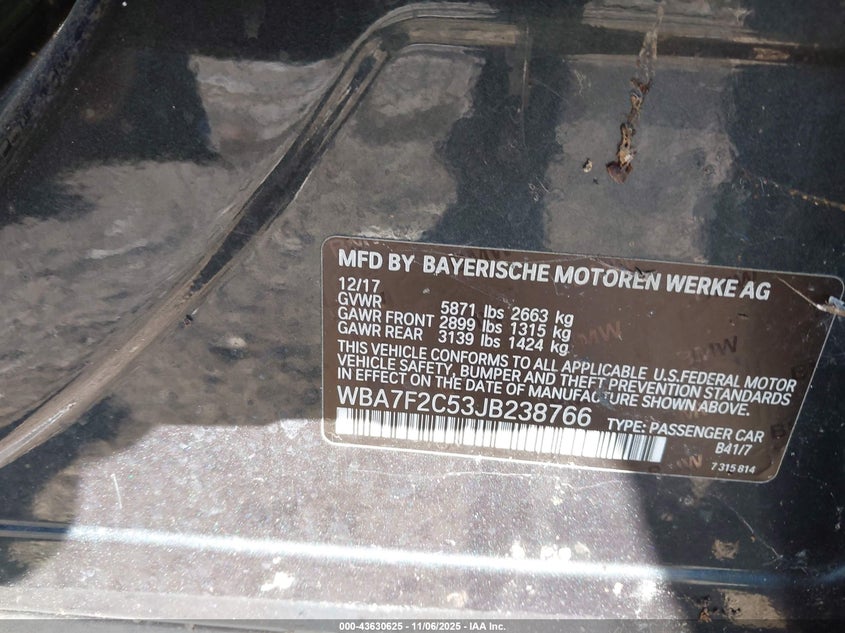 MFD BY BAYERISCHE MOTOREN WERKE AG
12/17
GVWR 5871 lbs 2663 kg
GAWR FRONT 2899 lbs 1315 kg
GAWR REAR 3139 lbs 1424 kg
THIS VEHICLE CONFORMS TO ALL APPLICABLE U.S.FEDERAL MOTOR
VEHICLE SAFETY, BUMPER AND THEFT PREVENTION STANDARDS
IN EFFECT ON THE DATE OF MANUFACTURE SHOWN ABOVE.
WBA7F2C53JB238766 TYPE: PASSENGER CAR
B41/7
7 315 814
000-43630625 - 11/06/2025 - IAA Inc.